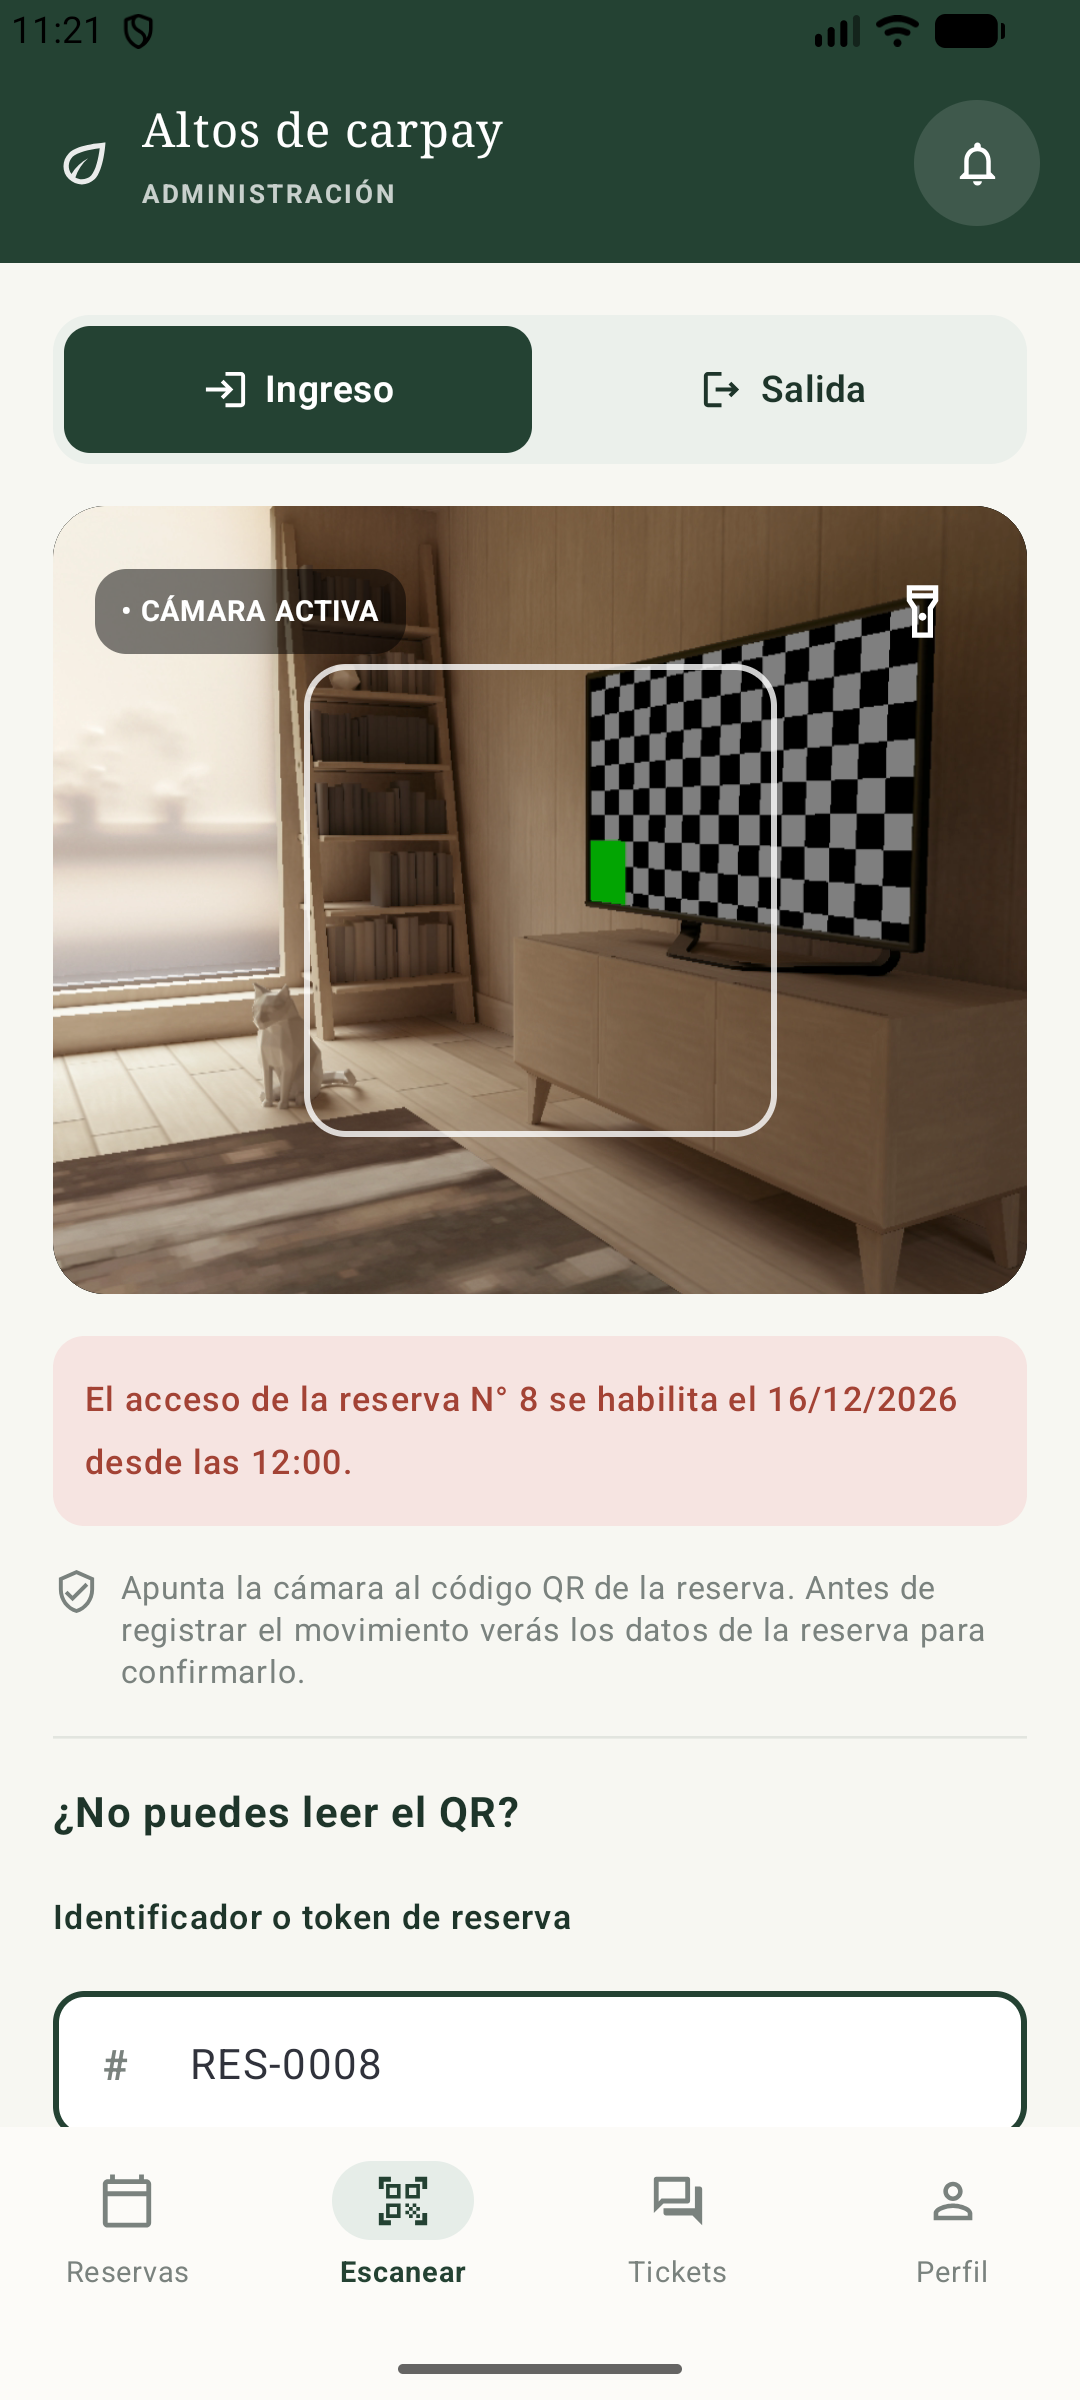 11:21
Altos de carpay
ADMINISTRACIÓN
Ingreso
Salida
• CÁMARA ACTIVA
El acceso de la reserva N° 8 se habilita el 16/12/2026
desde las 12:00.
Apunta la cámara al código QR de la reserva. Antes de
registrar el movimiento verás los datos de la reserva para
confirmarlo.
¿No puedes leer el QR?
Identificador o token de reserva
# RES-0008
Reservas
Escanear
Tickets
Perfil